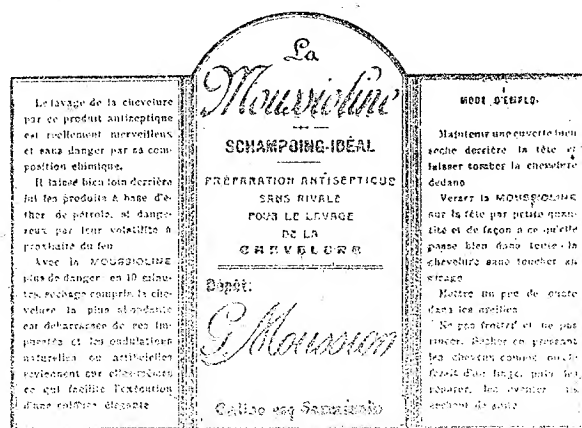 Le lavage de la chevelure
par ce produit antiseptique
est réellement merveilleux
et sans danger par sa com-
position chimique.
Il laisse bien loin derrière
lui les produits à base d'é-
ther de pétrole, si dange-
reux par leur volatilité à
proximité du feu
Avec la MOUSSIOLINE
plus de danger en 10 minu-
tes, séchage compris, la che-
velure la plus abondante
est débarrassée de ses im-
puretés et les ondulations
naturelles ou artificielles
reviennent
ce qui facilite l'exécution
d'une coiffure élégante
La
Moussioline
SCHAMPOING-IDÉAL
PRÉPARATION ANTISEPTIQUE
SANS RIVALE
POUR LE LAVAGE
DE LA
CHEVELURE
Dépôt:
G Moussion
MODE D'EMPLOI
Maintenir une cuvette bien
sèche derrière la tête et
laisser tomber la chevelure
dedans
Verser la MOUSSIOLINE
sur la tête par petite quan-
tité et de façon à ce qu'elle
passe bien dans toute la
chevelure sans toucher au
visage
Mettre un peu de ouate
dans les oreilles
Ne pas frotter et ne pas
rincer. Sécher en pressant
les cheveux comme on le
ferait d'un linge, puis les
séparer, les